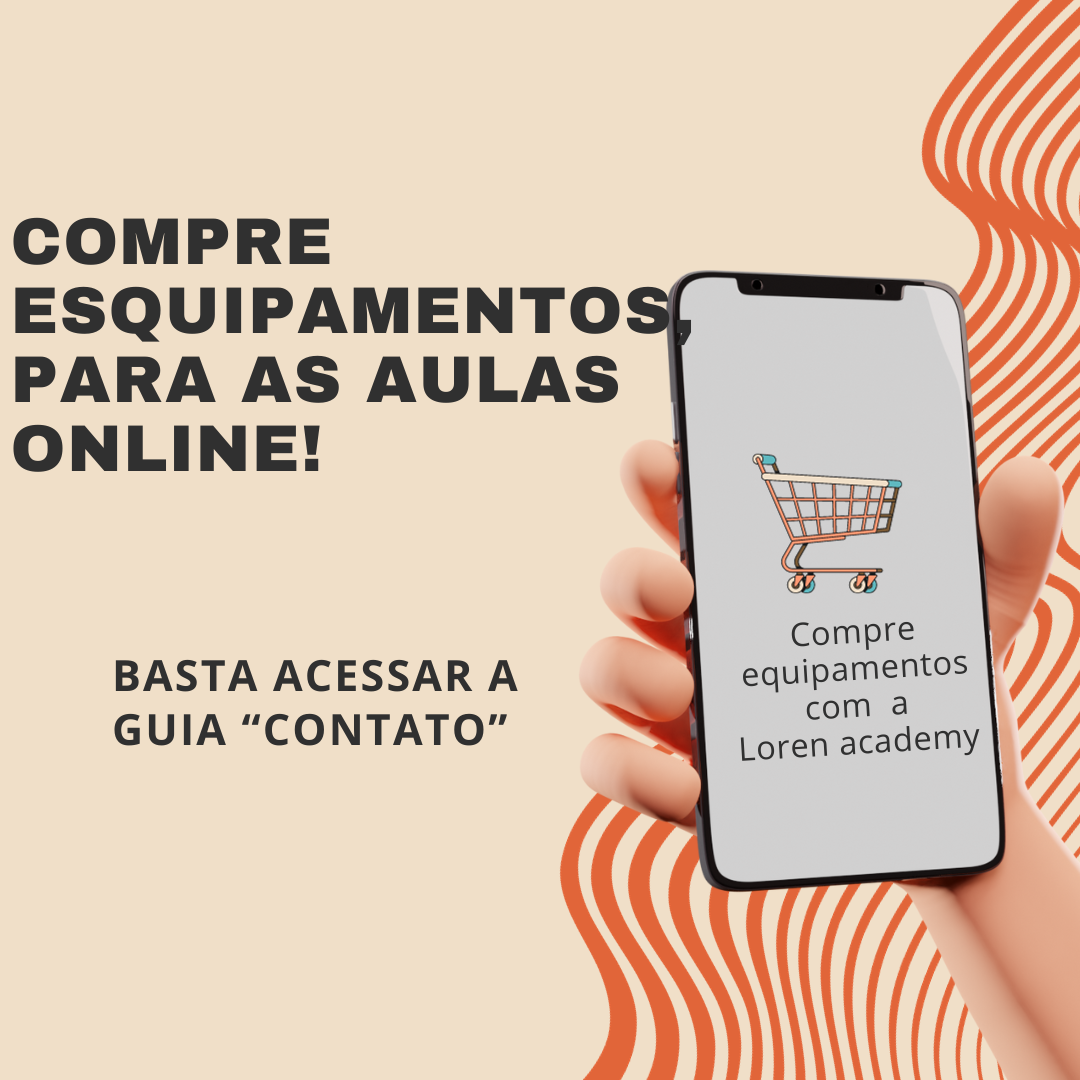 COMPRE
ESQUIPAMENTOS,
PARA AS AULAS
ONLINE!
BASTA ACESSAR A
GUIA “CONTATO”
Compre
equipamentos
com a
Loren academy